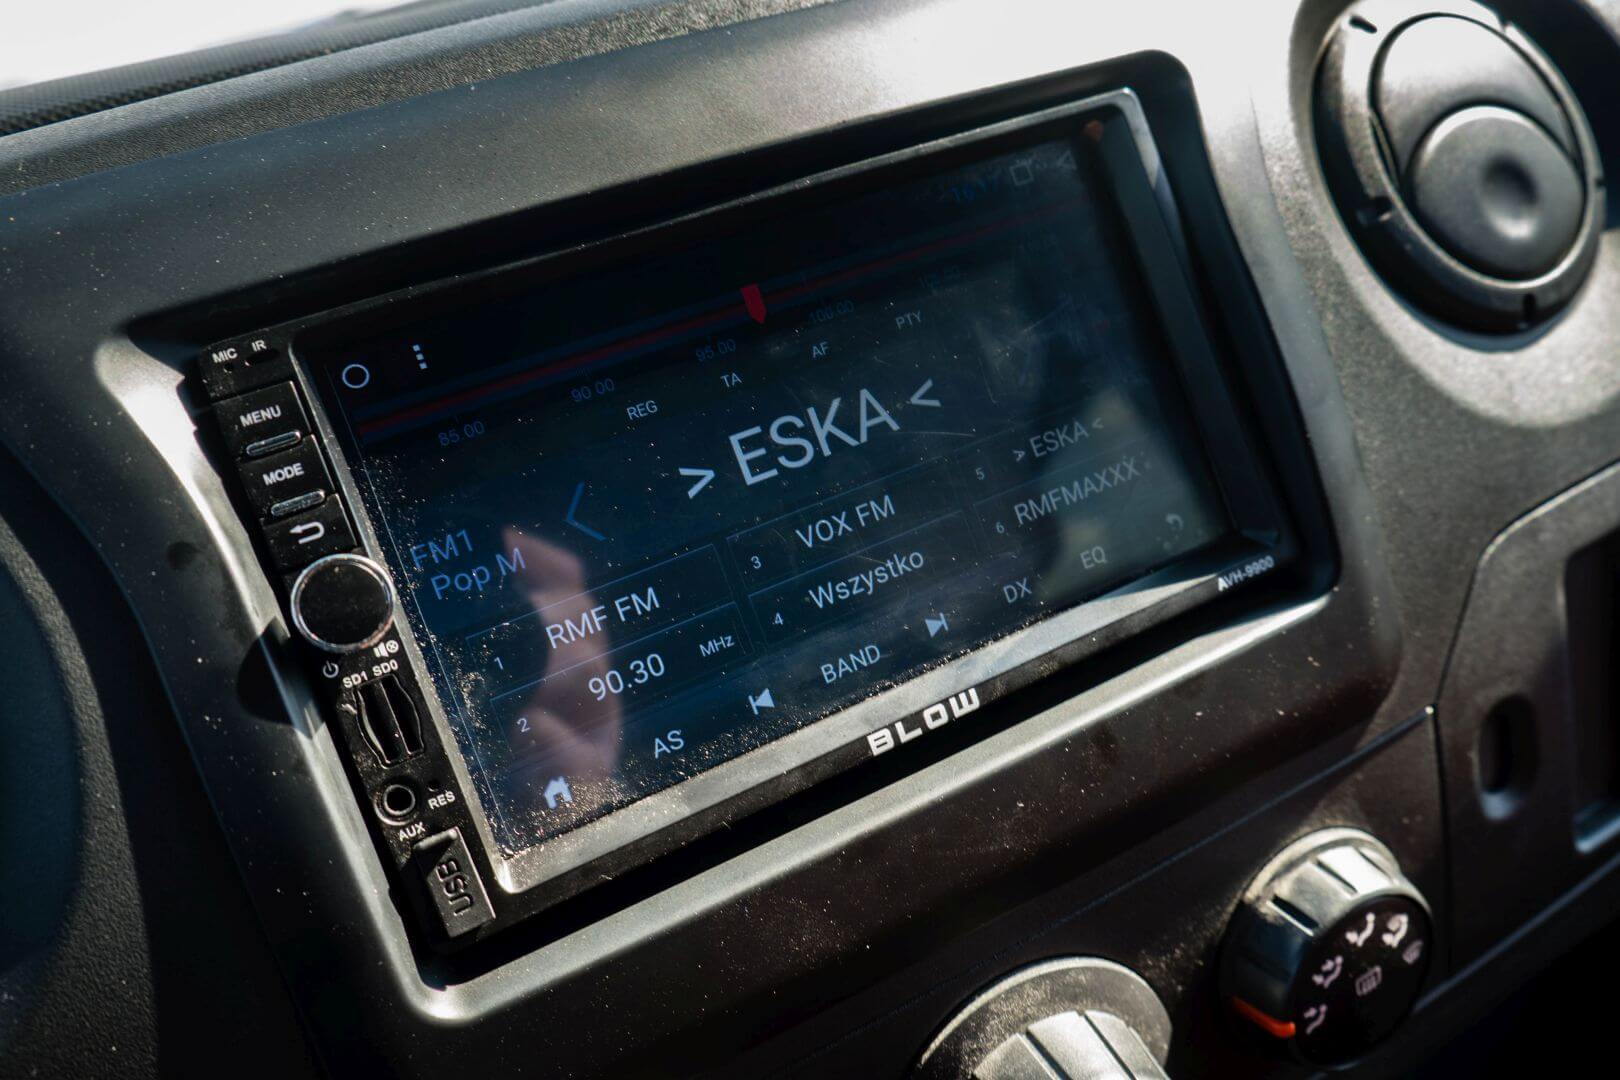 MIC IR
MENU
MODE
SD1 SD0
RES
AUX
USB
85.00 90.00 95.00 100.00
REG TA AF PTY
> ESKA <
FM1
Pop M
1 RMF FM
2 90.30 MHz
3 VOX FM
4 Wszystko
5 > ESKA <
6 RMFMAXXX
AS BAND DX EQ
BLOW
AVH-9900